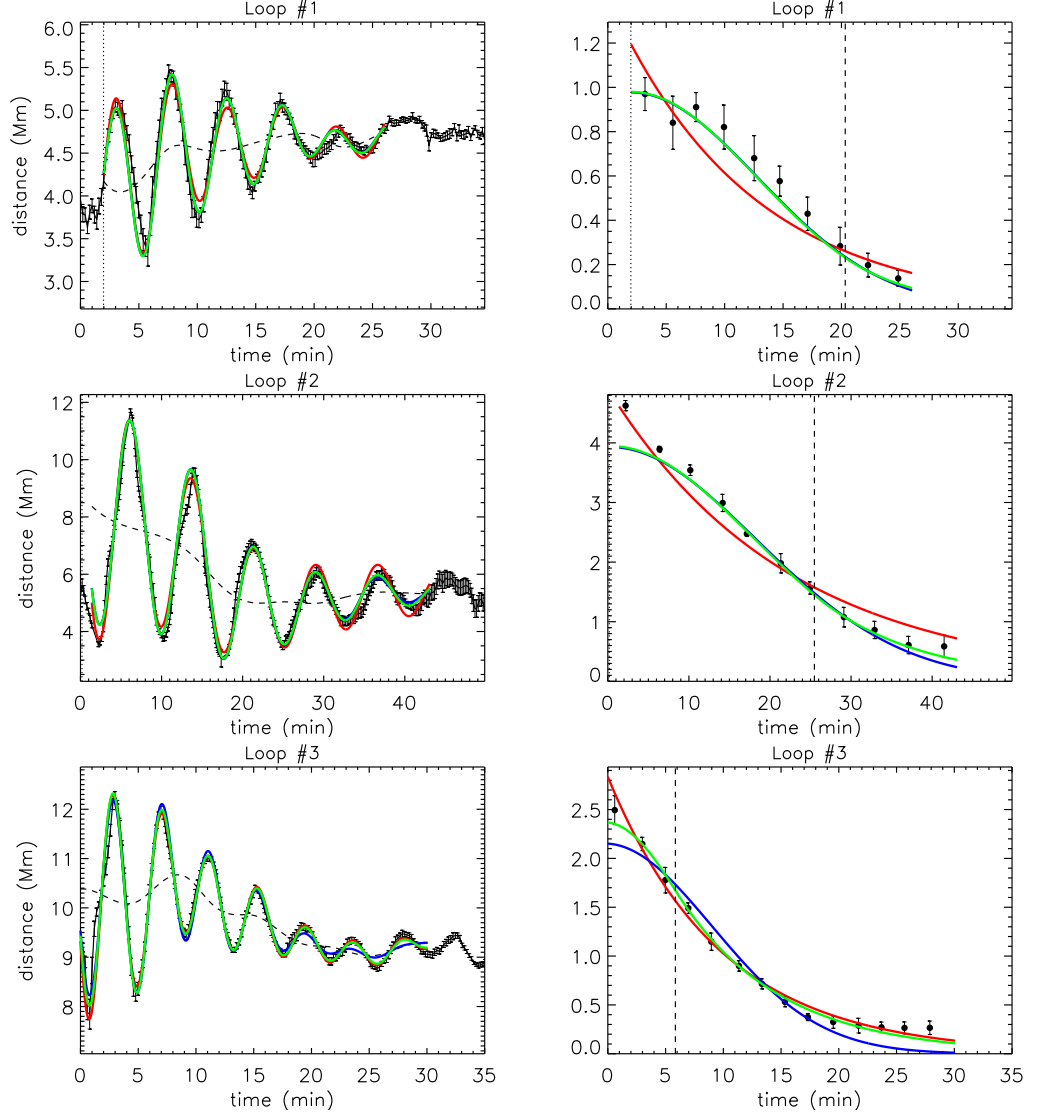 Loop #1
distance (Mm)
6.0
5.5
5.0
4.5
4.0
3.5
3.0
0 5 10 15 20 25 30
time (min)
Loop #1
1.2
1.0
0.8
0.6
0.4
0.2
0.0
0 5 10 15 20 25 30
time (min)
Loop #2
distance (Mm)
12
10
8
6
4
0 10 20 30 40
time (min)
Loop #2
4
3
2
1
0
0 10 20 30 40
time (min)
Loop #3
distance (Mm)
12
11
10
9
8
0 5 10 15 20 25 30 35
time (min)
Loop #3
2.5
2.0
1.5
1.0
0.5
0.0
0 5 10 15 20 25 30 35
time (min)